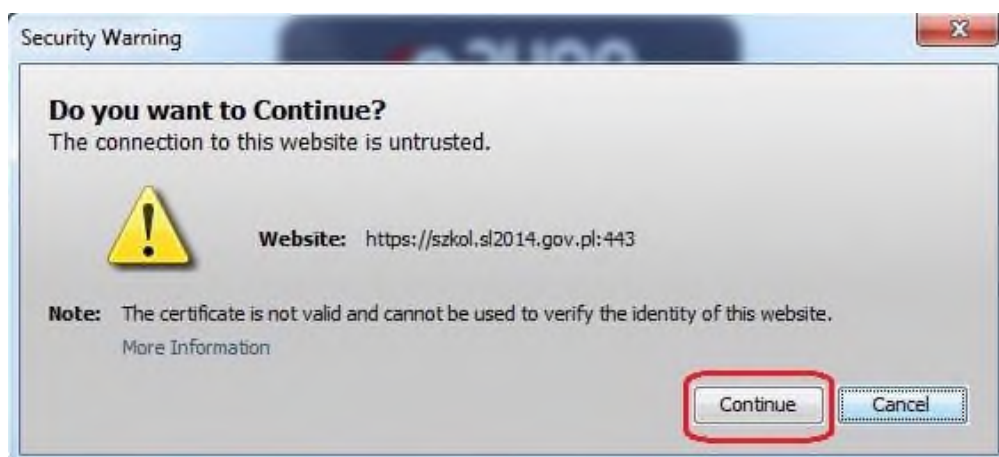 Security Warning
Do you want to Continue?
The connection to this website is untrusted.
Website: https://szkol.sl2014.gov.pl:443
Note: The certificate is not valid and cannot be used to verify the identity of this website.
More Information
Continue Cancel